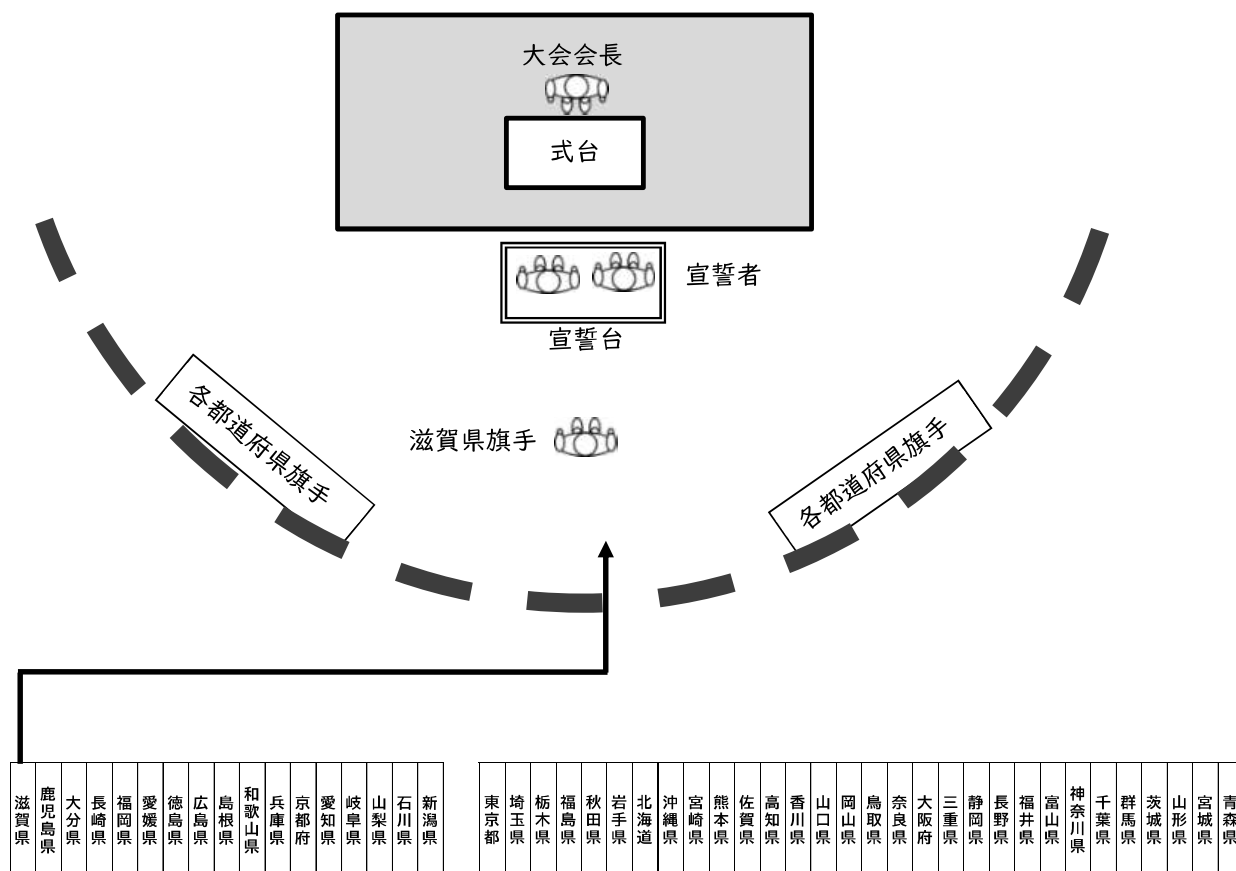 大会会長
式台
宣誓者
宣誓台
各都道府県旗手
滋賀県旗手
各都道府県旗手
滋賀県
鹿児島県
大分県
長崎県
福岡県
愛媛県
徳島県
広島県
島根県
和歌山県
兵庫県
京都府
愛知県
岐阜県
山梨県
石川県
新潟県
東京都
埼玉県
栃木県
福島県
秋田県
岩手県
北海道
沖縄県
宮崎県
熊本県
佐賀県
高知県
香川県
山口県
岡山県
鳥取県
奈良県
大阪府
三重県
静岡県
長野県
福井県
富山県
神奈川県
千葉県
群馬県
茨城県
山形県
宮城県
青森県